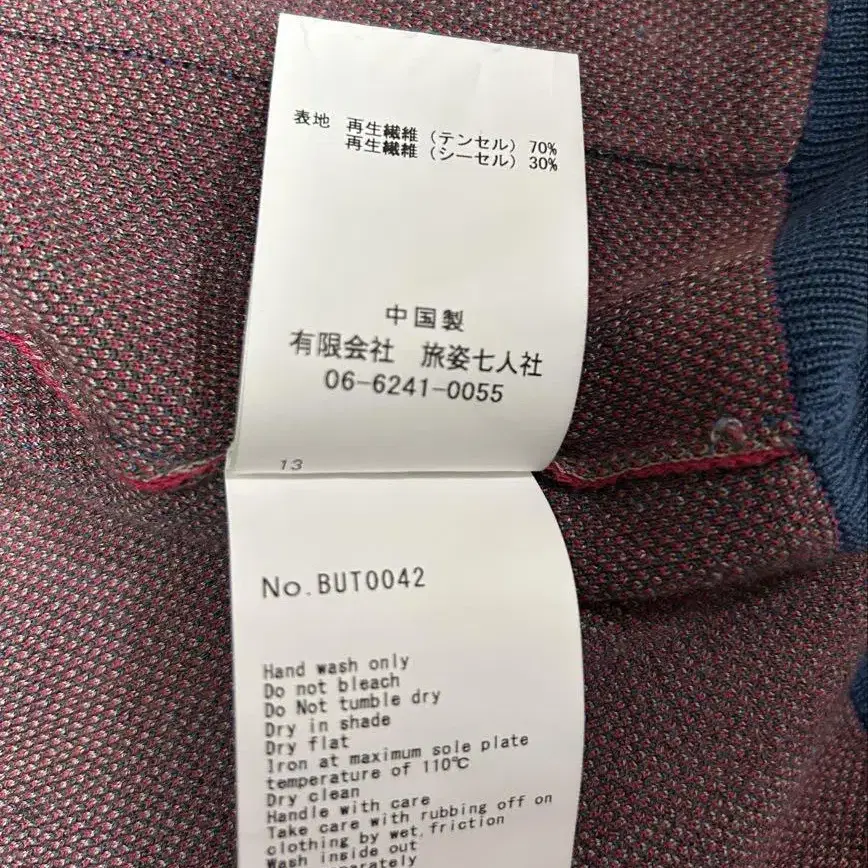 表地 再生繊維 (テンセル) 70%
再生繊維 (シーセル) 30%
中国製
有限会社 旅姿七人社
06-6241-0055
13
No.BUT0042
Hand wash only
Do not bleach
Do Not tumble dry
Dry in shade
Dry flat
Iron at maximum sole plate
temperature of 110℃
Dry clean
Handle with care
Take care with rubbing off on
clothing by wet,friction
Wash inside out